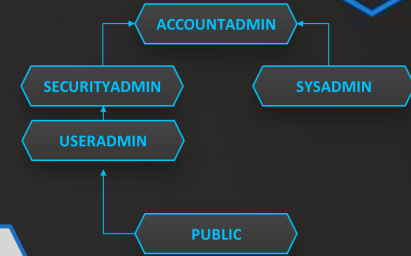 ACCOUNTADMIN
SECURITYADMIN
SYSADMIN
USERADMIN
PUBLIC